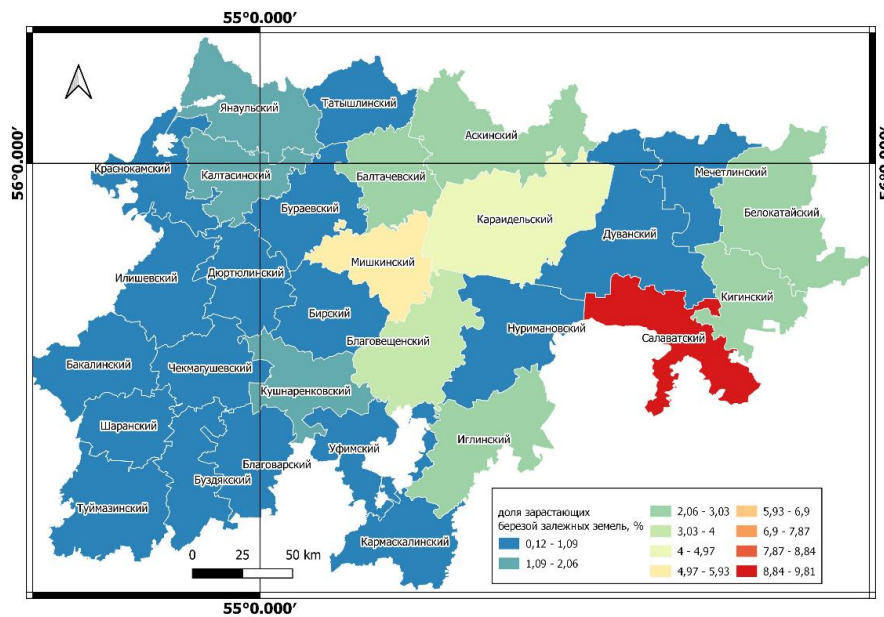 55°0.000′
Янаульский
Татышлинский
Аскинский
56°0.000′
56°0.000′
Краснокамский
Калтасинский
Балтачевский
Мечетлинский
Бураевский
Караидельский
Белокатайский
Дуванский
Мишкинский
Илишевский
Дюртюлинский
Кигинский
Бирский
Нуримановский
Благовещенский
Салаватский
Бакалинский
Чекмагушевский
Кушнаренковский
Шаранский
Иглинский
Уфимский
Благоварский
Буздякский
Туймазинский
Кармаскалинский
доля зарастающих
березой залежных земель, %
0,12 - 1,09
1,09 - 2,06
2,06 - 3,03
3,03 - 4
4 - 4,97
4,97 - 5,93
5,93 - 6,9
6,9 - 7,87
7,87 - 8,84
8,84 - 9,81
0 25 50 km
55°0.000′